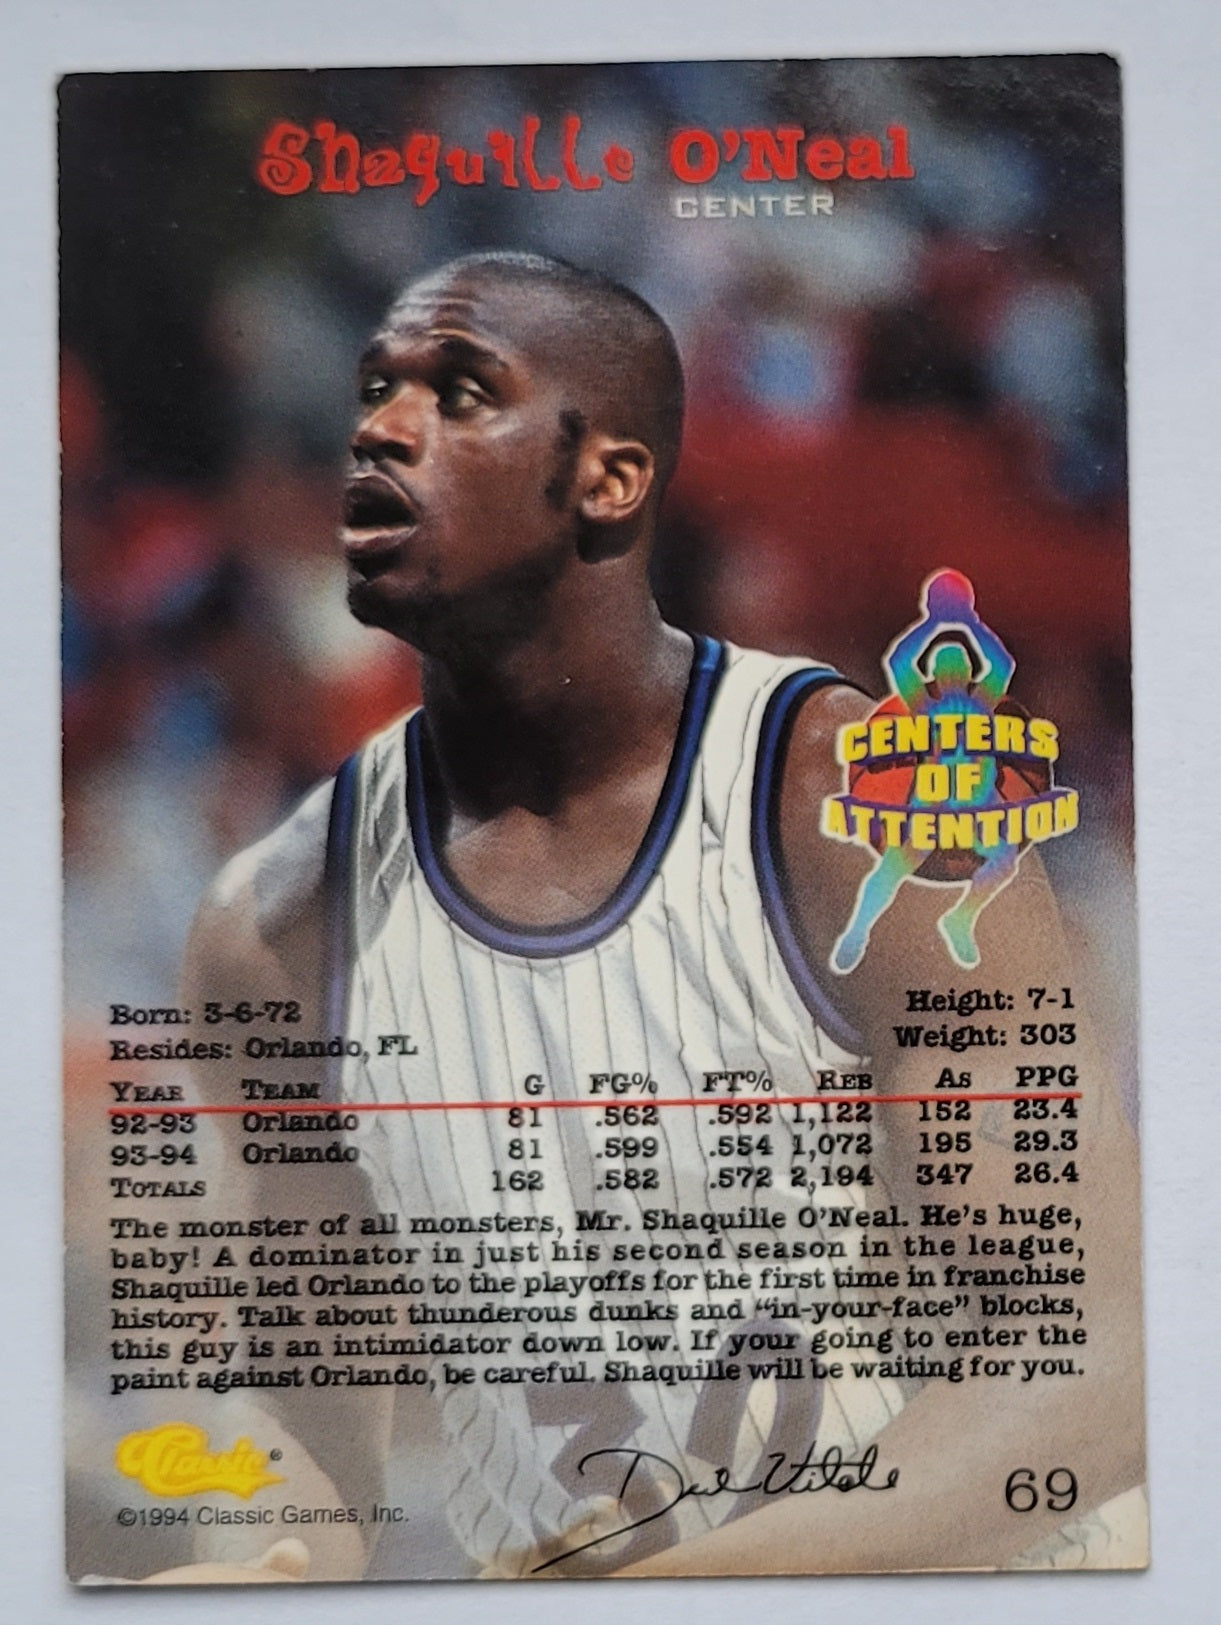 Shaquille O'Neal
CENTER
CENTERS
OF
ATTENTION
Born: 3-6-72
Resides: Orlando, FL
Height: 7-1
Weight: 303
YEAR TEAM G FG% FT% REB AS PPG
92-93 Orlando 81 .562 .592 1,122 152 23.4
93-94 Orlando 81 .599 .554 1,072 195 29.3
TOTALS 162 .582 .572 2,194 347 26.4
The monster of all monsters, Mr. Shaquille O'Neal. He's huge,
baby! A dominator in just his second season in the league,
Shaquille led Orlando to the playoffs for the first time in franchise
history. Talk about thunderous dunks and “in-your-face” blocks,
this guy is an intimidator down low. If your going to enter the
paint against Orlando, be careful. Shaquille will be waiting for you.
Classic®
©1994 Classic Games, Inc.
Dick Vitale
69